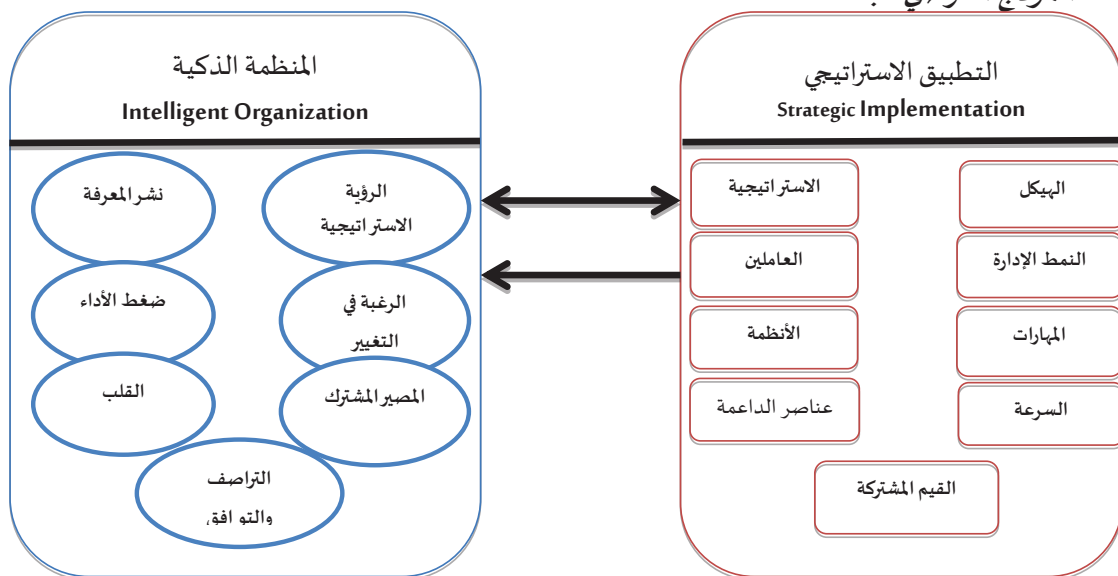 التطبيق الاستراتيجي
Strategic Implementation
الهيكل
الاستراتيجية
النمط الإدارة
العاملين
المهارات
الأنظمة
السرعة
عناصر الداعمة
القيم المشتركة
المنظمة الذكية
Intelligent Organization
الرؤية
الاستراتيجية
نشر المعرفة
الرغبة في
التغيير
ضغط الأداء
المصير المشترك
القلب
التراصف
والتوافق